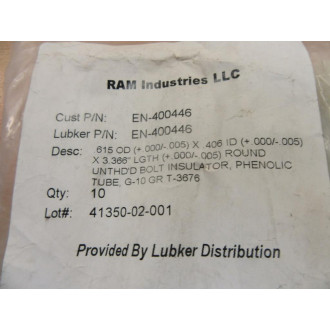 RAM Industries LLC
Cust P/N: EN-400446
Lubker P/N: EN-400446
Desc: .615 OD (+.000/-.005) X .406 ID (+.000/-.005)
X 3.366" LGTH (+.000/-.005) ROUND
UNTHD'D BOLT INSULATOR, PHENOLIC
TUBE, G-10 GR T-3676
Qty: 10
Lot#: 41350-02-001
Provided By Lubker Distribution